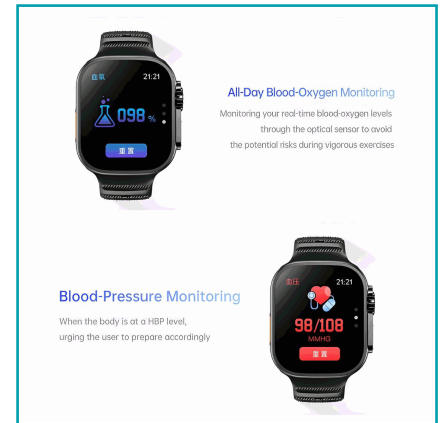 血氧 21:21
098 %
重置
All-Day Blood-Oxygen Monitoring
Monitoring your real-time blood-oxygen levels
through the optical sensor to avoid
the potential risks during vigorous exercises
Blood-Pressure Monitoring
When the body is at a HBP level,
urging the user to prepare accordingly
血压 21:21
98/108
MMHG
重置